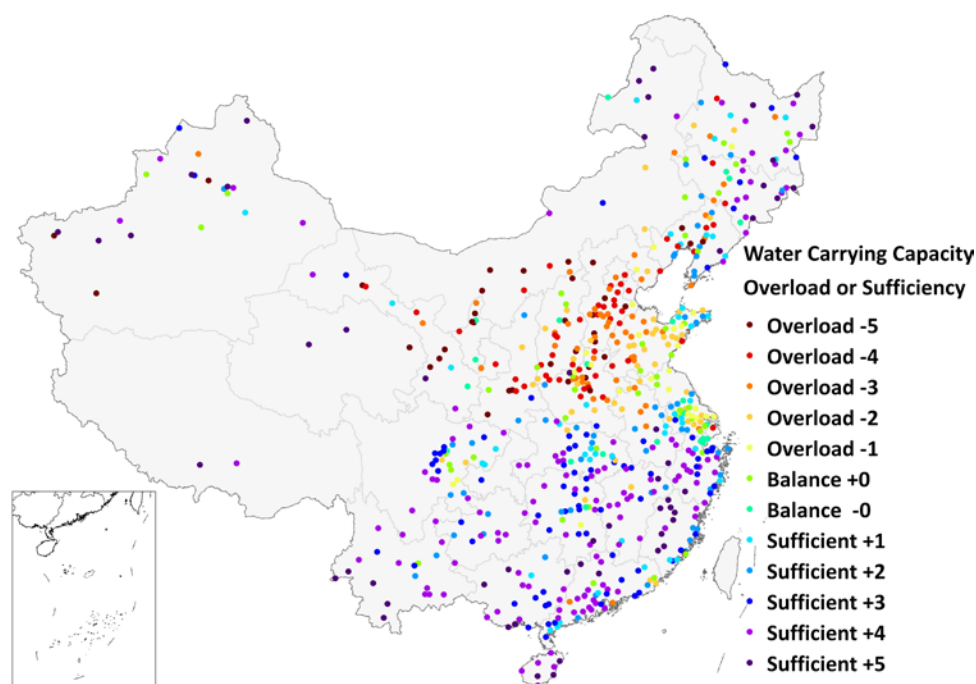 Water Carrying Capacity
Overload or Sufficiency
Overload -5
Overload -4
Overload -3
Overload -2
Overload -1
Balance +0
Balance -0
Sufficient +1
Sufficient +2
Sufficient +3
Sufficient +4
Sufficient +5